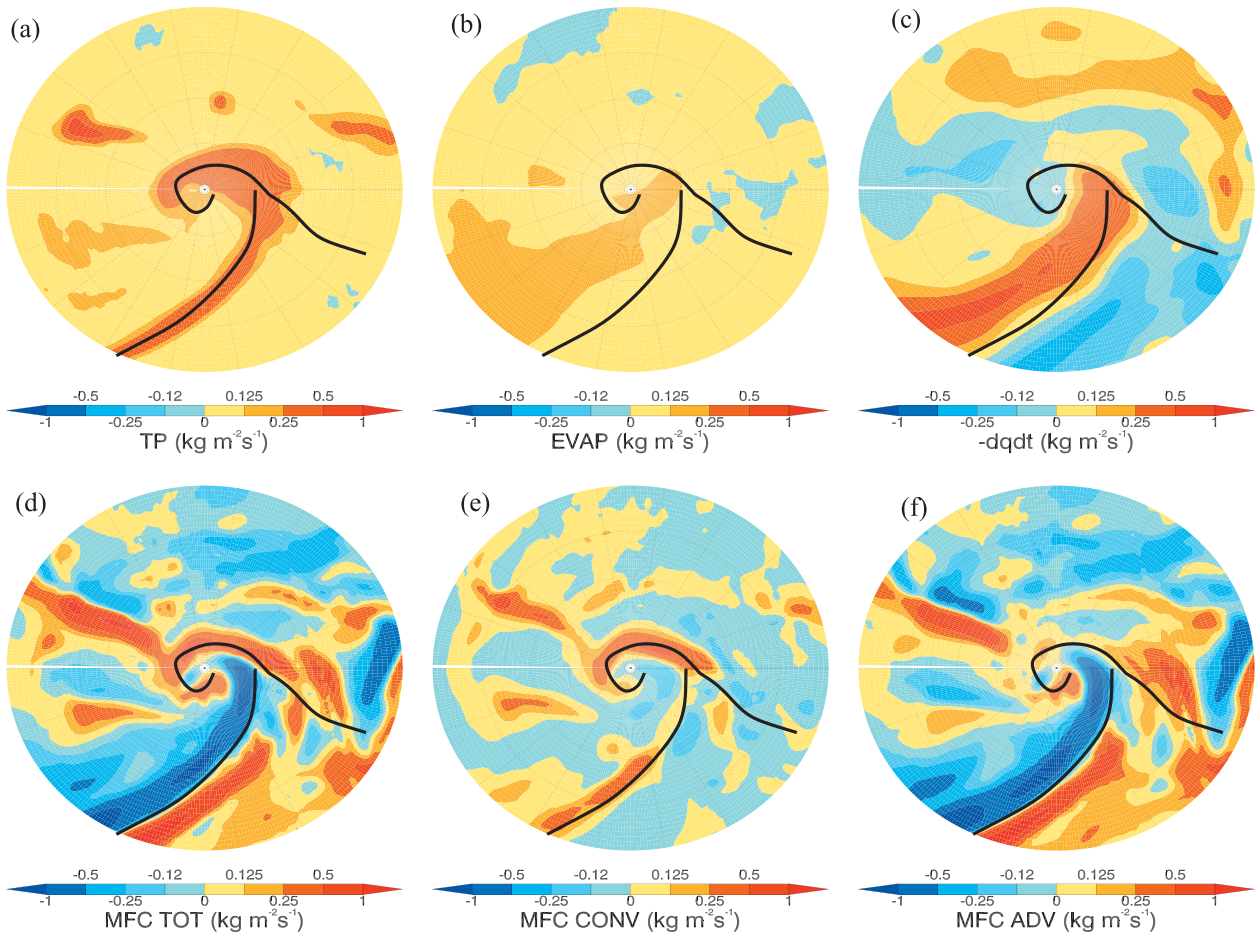 (a) (b) (c)
-0.5 -0.12 0.125 0.5 -0.5 -0.12 0.125 0.5 -0.5 -0.12 0.125 0.5
-1 -0.25 0 0.25 1 -1 -0.25 0 0.25 1 -1 -0.25 0 0.25 1
TP (kg m⁻²s⁻¹) EVAP (kg m⁻²s⁻¹) -dqdt (kg m⁻²s⁻¹)
(d) (e) (f)
-0.5 -0.12 0.125 0.5 -0.5 -0.12 0.125 0.5 -0.5 -0.12 0.125 0.5
-1 -0.25 0 0.25 1 -1 -0.25 0 0.25 1 -1 -0.25 0 0.25 1
MFC TOT (kg m⁻²s⁻¹) MFC CONV (kg m⁻²s⁻¹) MFC ADV (kg m⁻²s⁻¹)